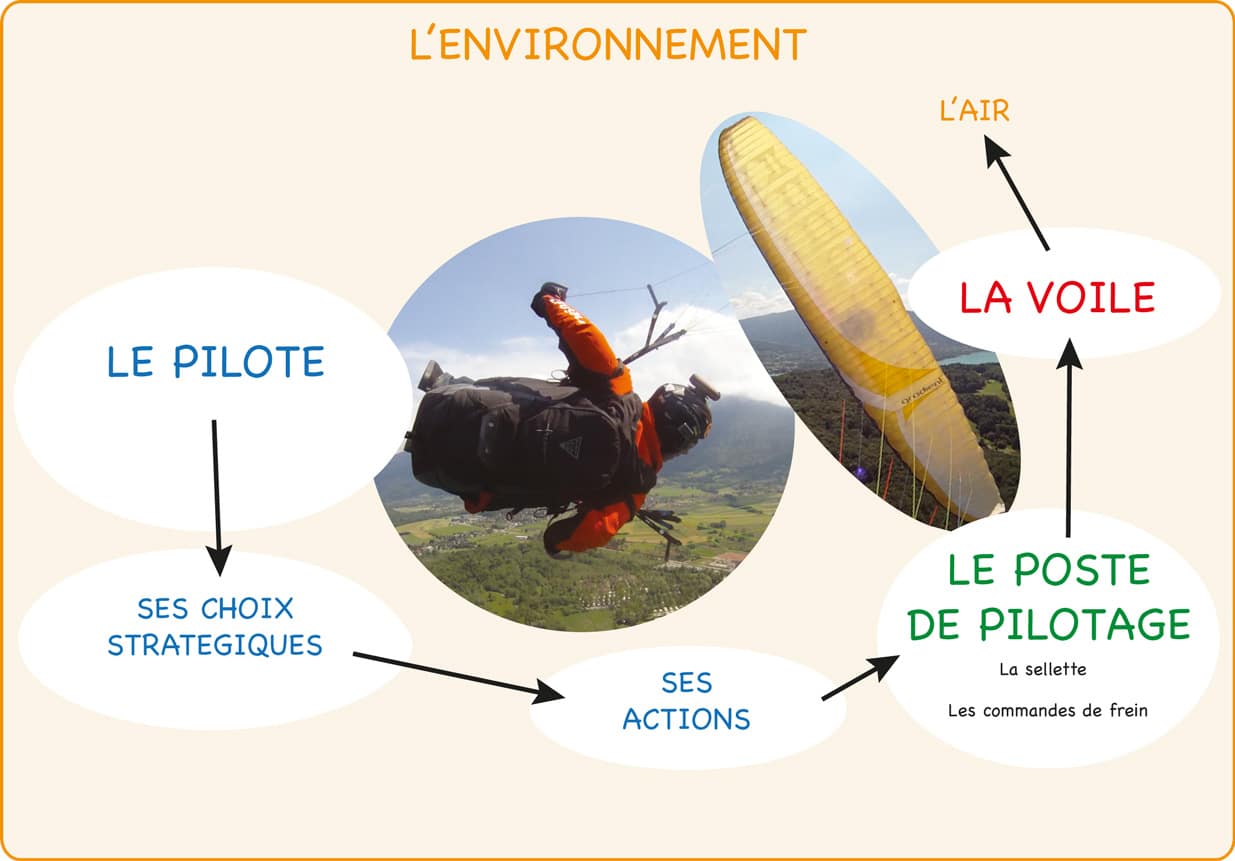 L'ENVIRONNEMENT
L'AIR
LA VOILE
LE PILOTE
gradient
LE POSTE
DE PILOTAGE
La sellette
Les commandes de frein
SES CHOIX
STRATEGIQUES
SES
ACTIONS